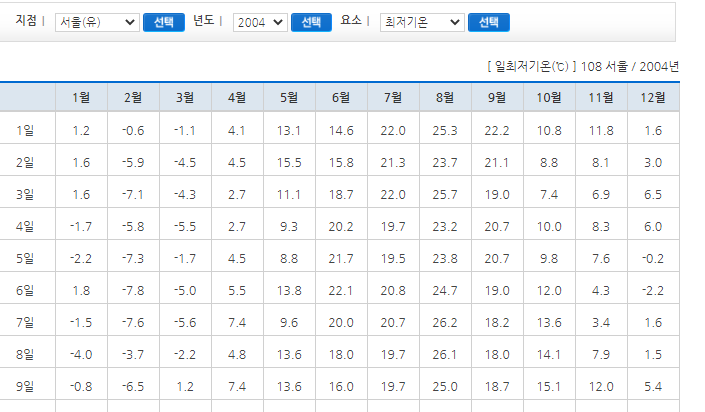 지점 | 서울(유) 선택 년도 | 2004 선택 요소 | 최저기온 선택
[ 일최저기온(℃) ] 108 서울 / 2004년
1월 2월 3월 4월 5월 6월 7월 8월 9월 10월 11월 12월
1일 1.2 -0.6 -1.1 4.1 13.1 14.6 22.0 25.3 22.2 10.8 11.8 1.6
2일 1.6 -5.9 -4.5 4.5 15.5 15.8 21.3 23.7 21.1 8.8 8.1 3.0
3일 1.6 -7.1 -4.3 2.7 11.1 18.7 22.0 25.7 19.0 7.4 6.9 6.5
4일 -1.7 -5.8 -5.5 2.7 9.3 20.2 19.7 23.2 20.7 10.0 8.3 6.0
5일 -2.2 -7.3 -1.7 4.5 8.8 21.7 19.5 23.8 20.7 9.8 7.6 -0.2
6일 1.8 -7.8 -5.0 5.5 13.8 22.1 20.8 24.7 19.0 12.0 4.3 -2.2
7일 -1.5 -7.6 -5.6 7.4 9.6 20.0 20.7 26.2 18.2 13.6 3.4 1.6
8일 -4.0 -3.7 -2.2 4.8 13.6 18.0 19.7 26.1 18.0 14.1 7.9 1.5
9일 -0.8 -6.5 1.2 7.4 13.6 16.0 19.7 25.0 18.7 15.1 12.0 5.4